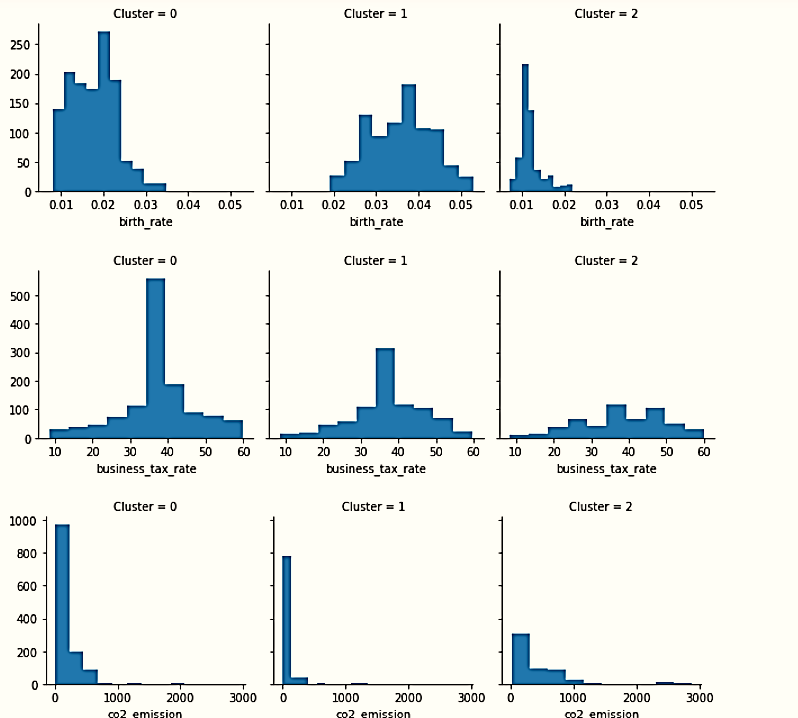 Cluster = 0 Cluster = 1 Cluster = 2
250
200
150
100
50
0
0.01 0.02 0.03 0.04 0.05 0.01 0.02 0.03 0.04 0.05 0.01 0.02 0.03 0.04 0.05
birth_rate birth_rate birth_rate
Cluster = 0 Cluster = 1 Cluster = 2
500
400
300
200
100
0
10 20 30 40 50 60 10 20 30 40 50 60 10 20 30 40 50 60
business_tax_rate business_tax_rate business_tax_rate
Cluster = 0 Cluster = 1 Cluster = 2
1000
800
600
400
200
0
0 1000 2000 3000 0 1000 2000 3000 0 1000 2000 3000
co2_emission co2_emission co2_emission